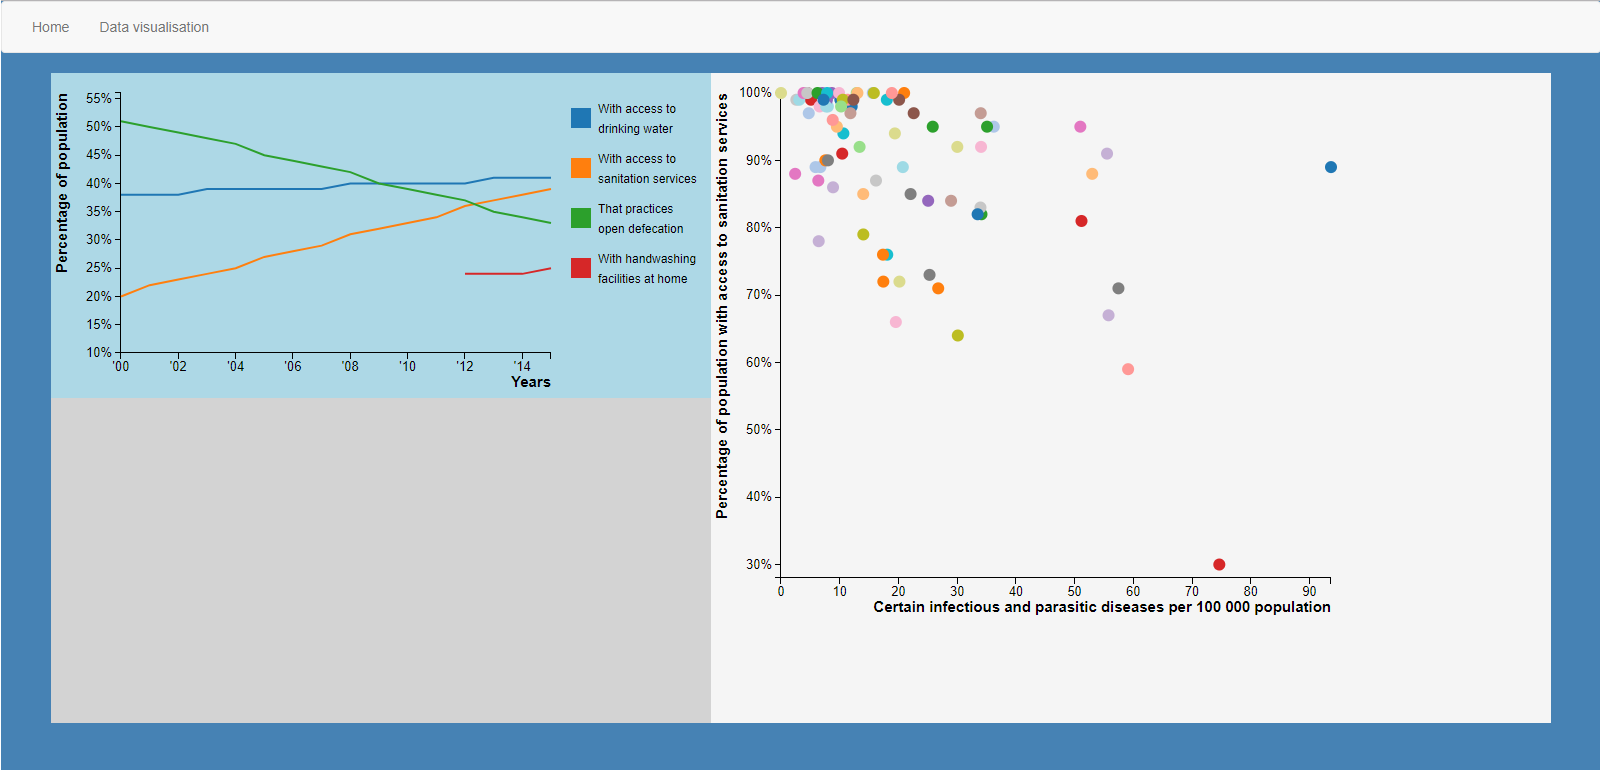 Home Data visualisation
Percentage of population
55%
50%
45%
40%
35%
30%
25%
20%
15%
10%
'00 '02 '04 '06 '08 '10 '12 '14
Years
With access to
drinking water
With access to
sanitation services
That practices
open defecation
With handwashing
facilities at home
Percentage of population with access to sanitation services
100%
90%
80%
70%
60%
50%
40%
30%
0 10 20 30 40 50 60 70 80 90
Certain infectious and parasitic diseases per 100 000 population